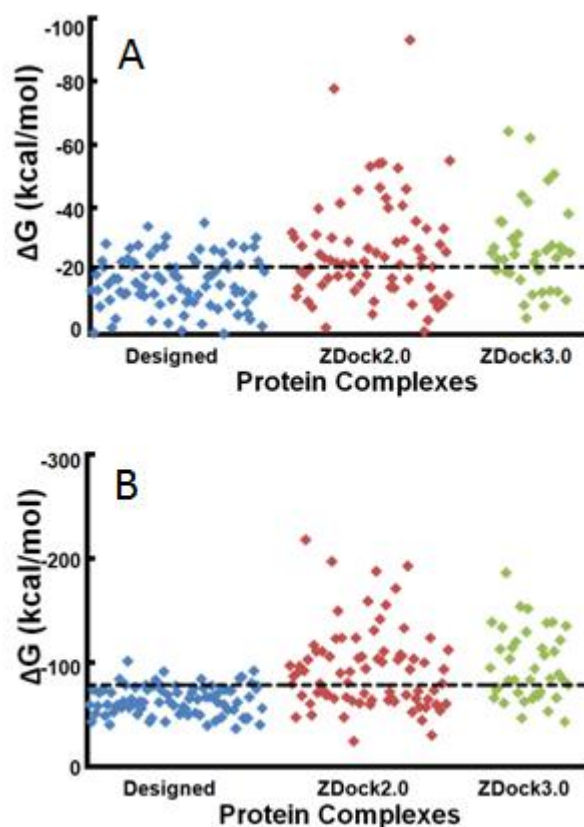 A
ΔG (kcal/mol)
-100
-80
-60
-40
-20
0
Designed ZDock2.0 ZDock3.0
Protein Complexes
B
ΔG (kcal/mol)
-300
-200
-100
0
Designed ZDock2.0 ZDock3.0
Protein Complexes